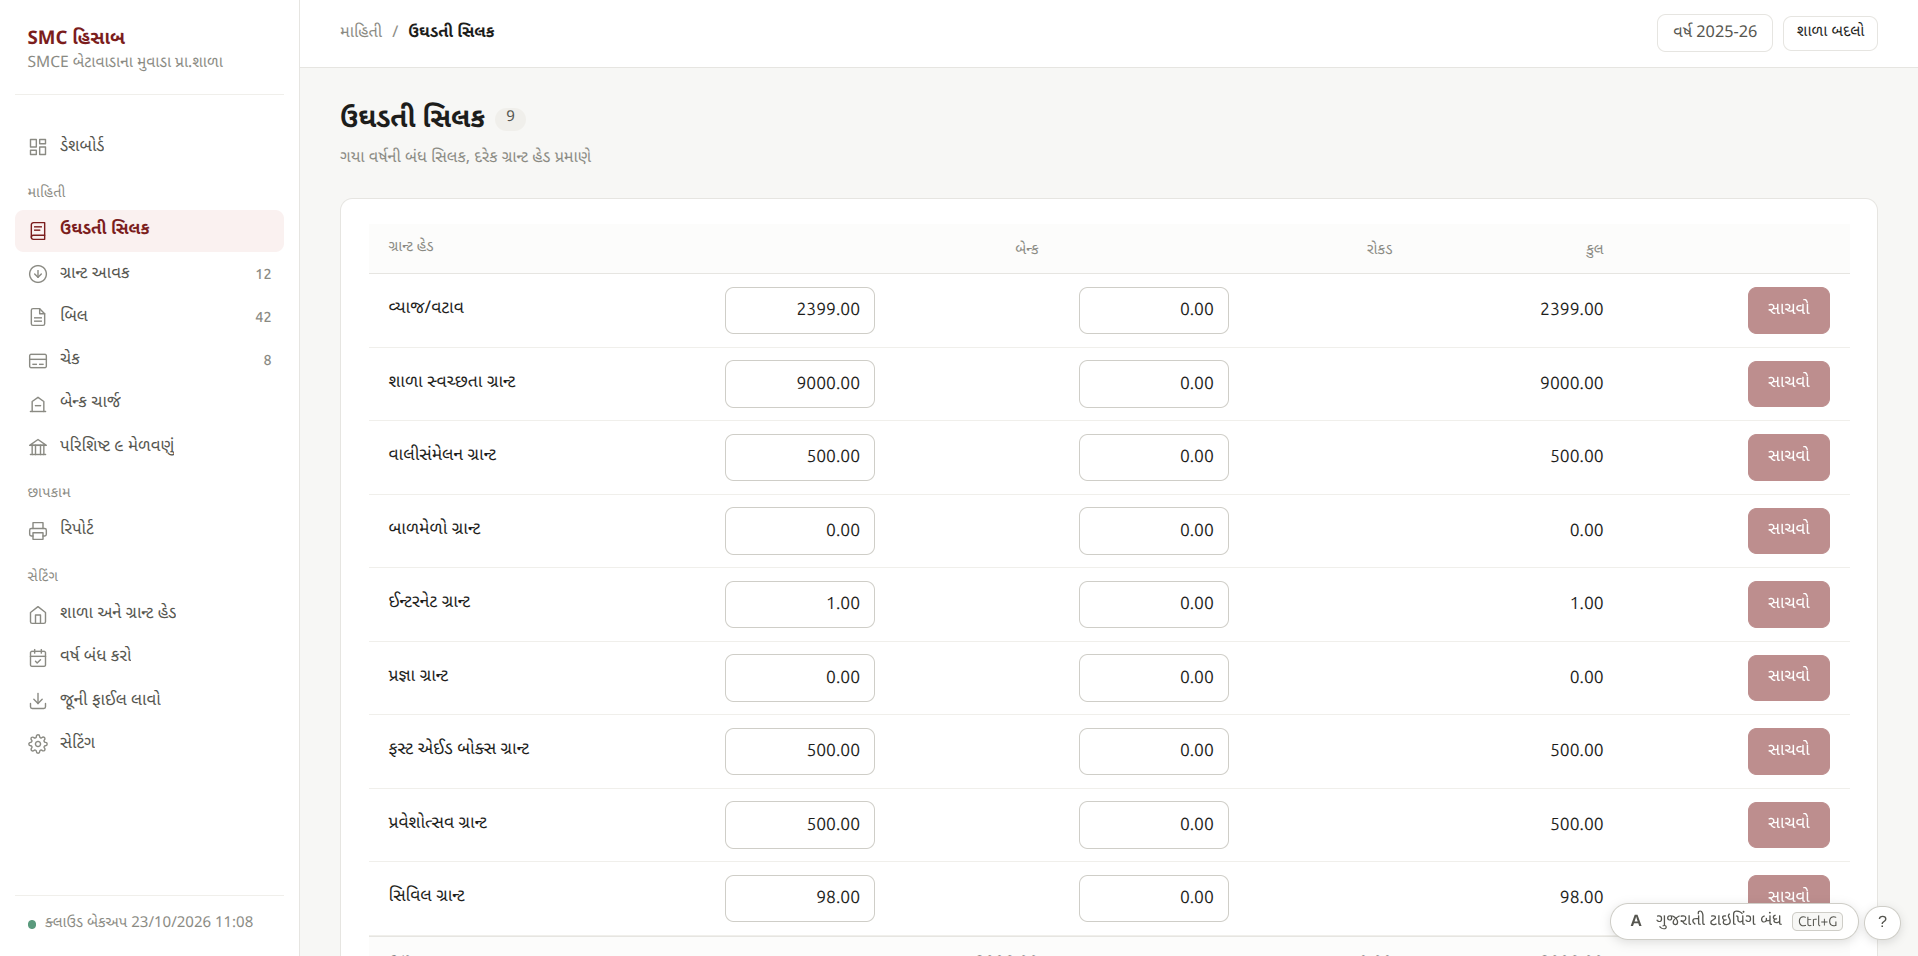 SMC હિસાબ
SMCE બેટાવાડાના મુવાડા પ્રા.શાળા
ડેશબોર્ડ
માહિતી
ઉઘડતી સિલક
ગ્રાન્ટ આવક 12
બિલ 42
ચેક 8
બેન્ક ચાર્જ
પરિશિષ્ટ ૯ મેળવણું
છાપકામ
રિપોર્ટ
સેટિંગ
શાળા અને ગ્રાન્ટ હેડ
વર્ષ બંધ કરો
જૂની ફાઈલ લાવો
સેટિંગ
ક્લાઉડ બેકઅપ 23/10/2026 11:08
માહિતી / ઉઘડતી સિલક
વર્ષ 2025-26
શાળા બદલો
ઉઘડતી સિલક 9
ગયા વર્ષની બંધ સિલક, દરેક ગ્રાન્ટ હેડ પ્રમાણે
ગ્રાન્ટ હેડ બેન્ક રોકડ કુલ
વ્યાજ/વટાવ 2399.00 0.00 2399.00 સાચવો
શાળા સ્વચ્છતા ગ્રાન્ટ 9000.00 0.00 9000.00 સાચવો
વાલીસંમેલન ગ્રાન્ટ 500.00 0.00 500.00 સાચવો
બાળમેળો ગ્રાન્ટ 0.00 0.00 0.00 સાચવો
ઈન્ટરનેટ ગ્રાન્ટ 1.00 0.00 1.00 સાચવો
પ્રજ્ઞા ગ્રાન્ટ 0.00 0.00 0.00 સાચવો
ફસ્ટ એઈડ બોક્સ ગ્રાન્ટ 500.00 0.00 500.00 સાચવો
પ્રવેશોત્સવ ગ્રાન્ટ 500.00 0.00 500.00 સાચવો
સિવિલ ગ્રાન્ટ 98.00 0.00 98.00 સાચવો
A ગુજરાતી ટાઇપિંગ બંધ Ctrl+G ?